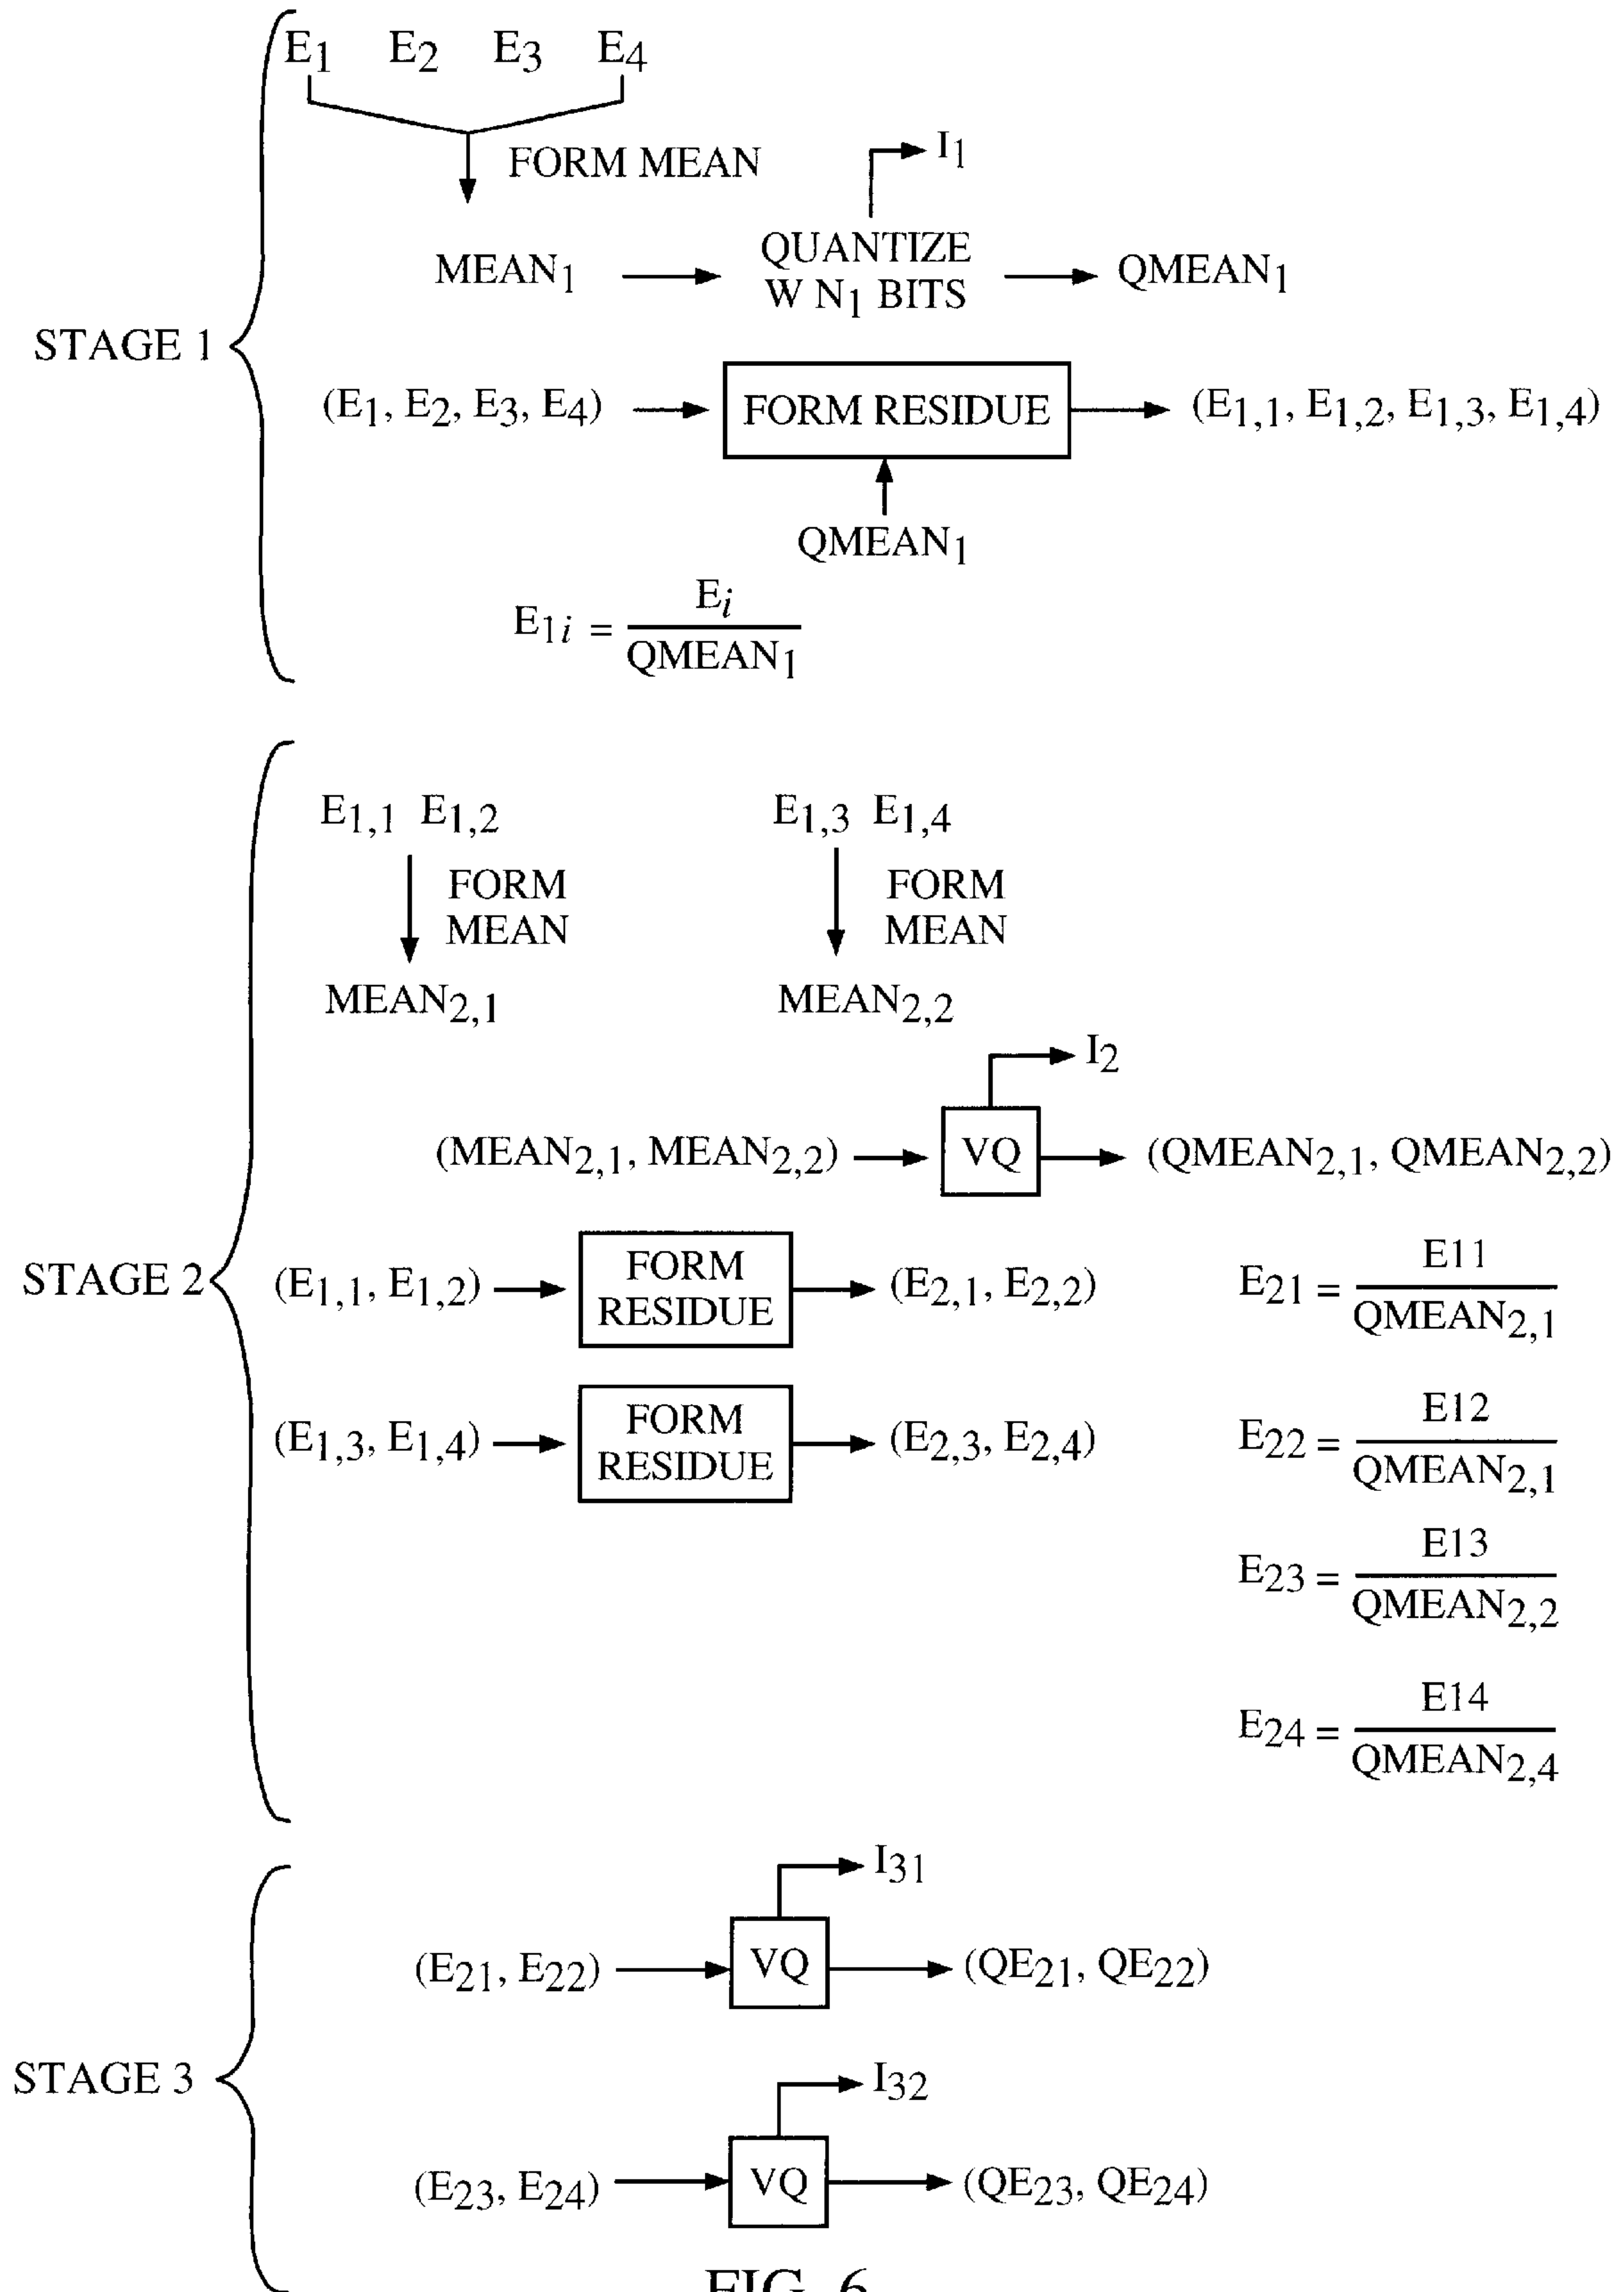 E1 E2 E3 E4
FORM MEAN
I1
MEAN1
QUANTIZE
W N1 BITS
QMEAN1
STAGE 1
(E1, E2, E3, E4)
FORM RESIDUE
(E1,1, E1,2, E1,3, E1,4)
QMEAN1
E1i = Ei
QMEAN1
E1,1 E1,2
E1,3 E1,4
FORM
MEAN
FORM
MEAN
MEAN2,1
MEAN2,2
I2
(MEAN2,1, MEAN2,2)
VQ
(QMEAN2,1, QMEAN2,2)
STAGE 2
(E1,1, E1,2)
FORM
RESIDUE
(E2,1, E2,2)
E21 = E11
QMEAN2,1
(E1,3, E1,4)
FORM
RESIDUE
(E2,3, E2,4)
E22 = E12
QMEAN2,1
E23 = E13
QMEAN2,2
E24 = E14
QMEAN2,4
I31
(E21, E22)
VQ
(QE21, QE22)
STAGE 3
I32
(E23, E24)
VQ
(QE23, QE24)
FIG. 6